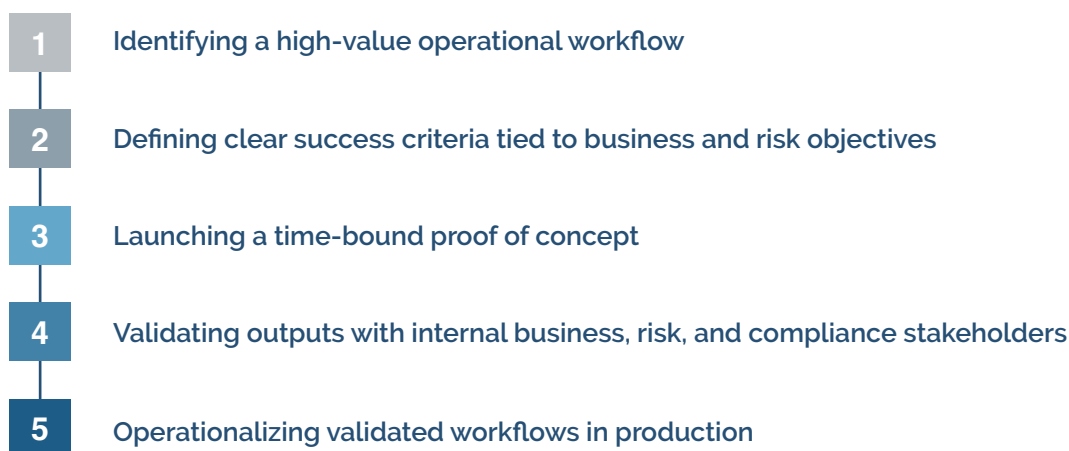 1 Identifying a high-value operational workflow
2 Defining clear success criteria tied to business and risk objectives
3 Launching a time-bound proof of concept
4 Validating outputs with internal business, risk, and compliance stakeholders
5 Operationalizing validated workflows in production